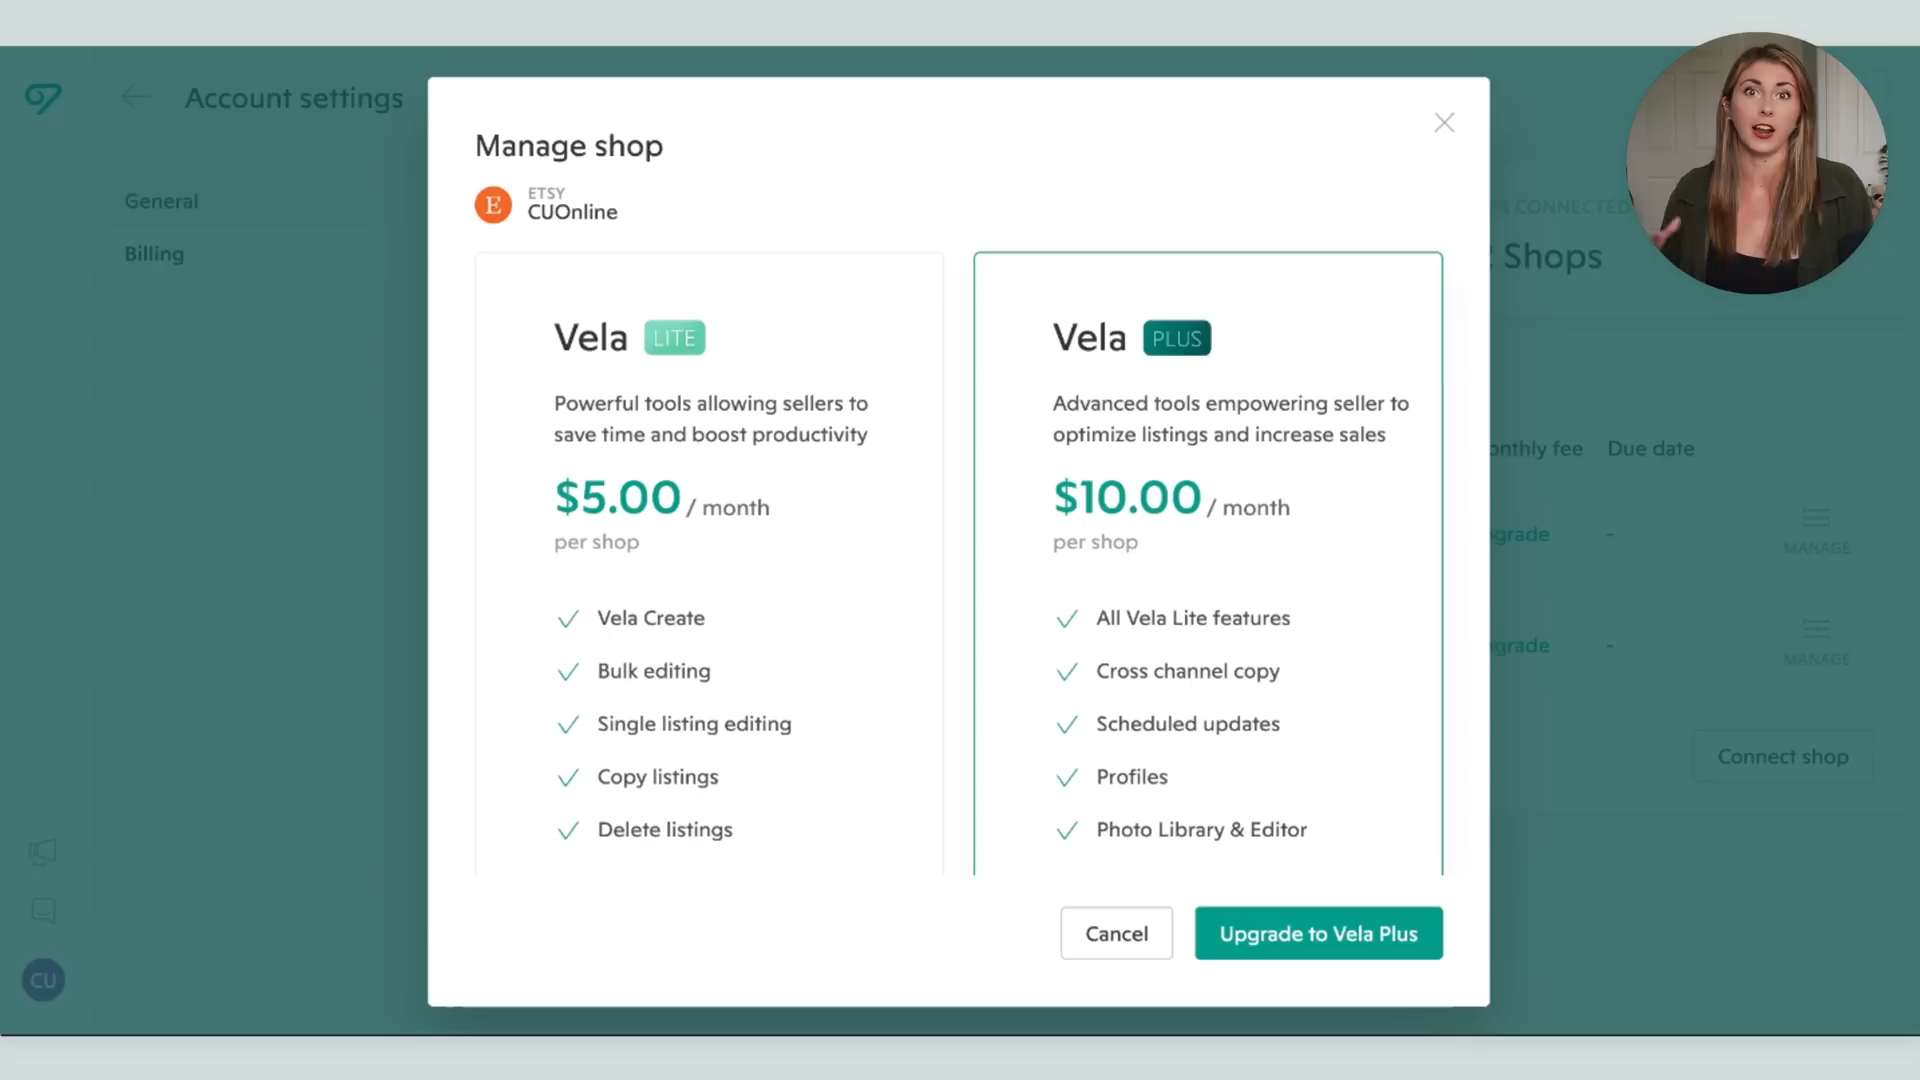 Account settings
General
Billing
Manage shop
E
ETSY
CUOnline
Vela LITE
Powerful tools allowing sellers to
save time and boost productivity
$5.00 / month
per shop
Vela Create
Bulk editing
Single listing editing
Copy listings
Delete listings
Vela PLUS
Advanced tools empowering seller to
optimize listings and increase sales
$10.00 / month
per shop
All Vela Lite features
Cross channel copy
Scheduled updates
Profiles
Photo Library & Editor
Cancel
Upgrade to Vela Plus
CONNECTED
Shops
fee Due date
-
MANAGE
-
MANAGE
Connect shop
CU